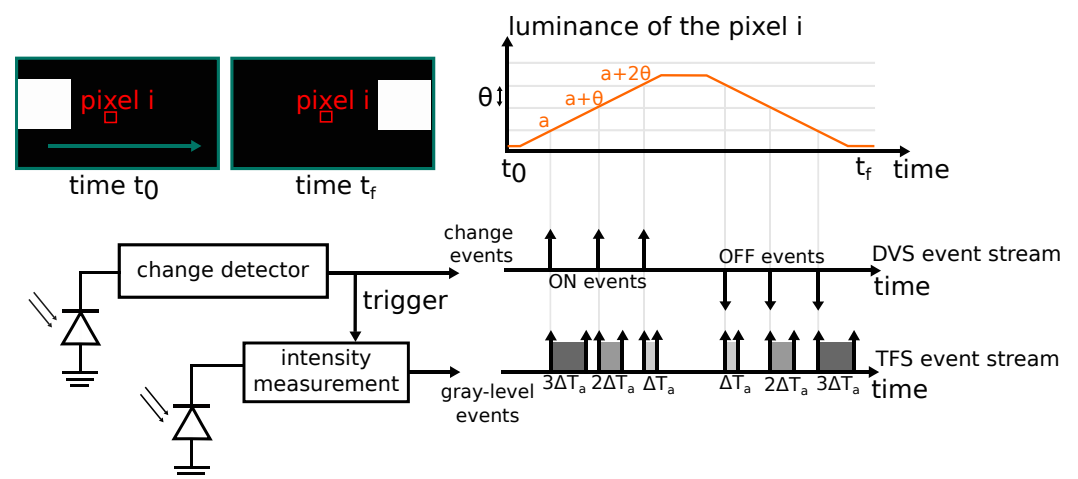 luminance of the pixel i
pixel i
pixel i
time t0
time tf
θ
a
a+θ
a+2θ
t0
tf
time
change detector
trigger
intensity
measurement
change
events
ON events
OFF events
DVS event stream
time
gray-level
events
3ΔTa
2ΔTa
ΔTa
ΔTa
2ΔTa
3ΔTa
TFS event stream
time